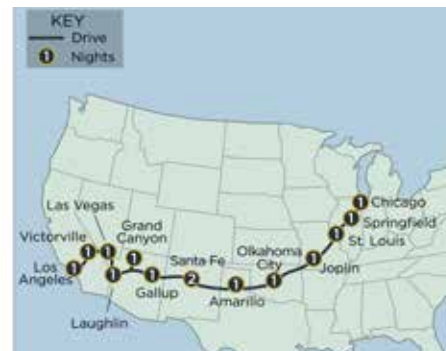 KEY
Drive
1 Nights
1 Chicago
1 Springfield
1 St. Louis
1 Joplin
Olkahoma
City 1
1
Amarillo
Santa Fe
2
1
Gallup
Grand
Canyon
1
1
Laughlin
Las Vegas
1
Victorville
1
Los
Angeles 1